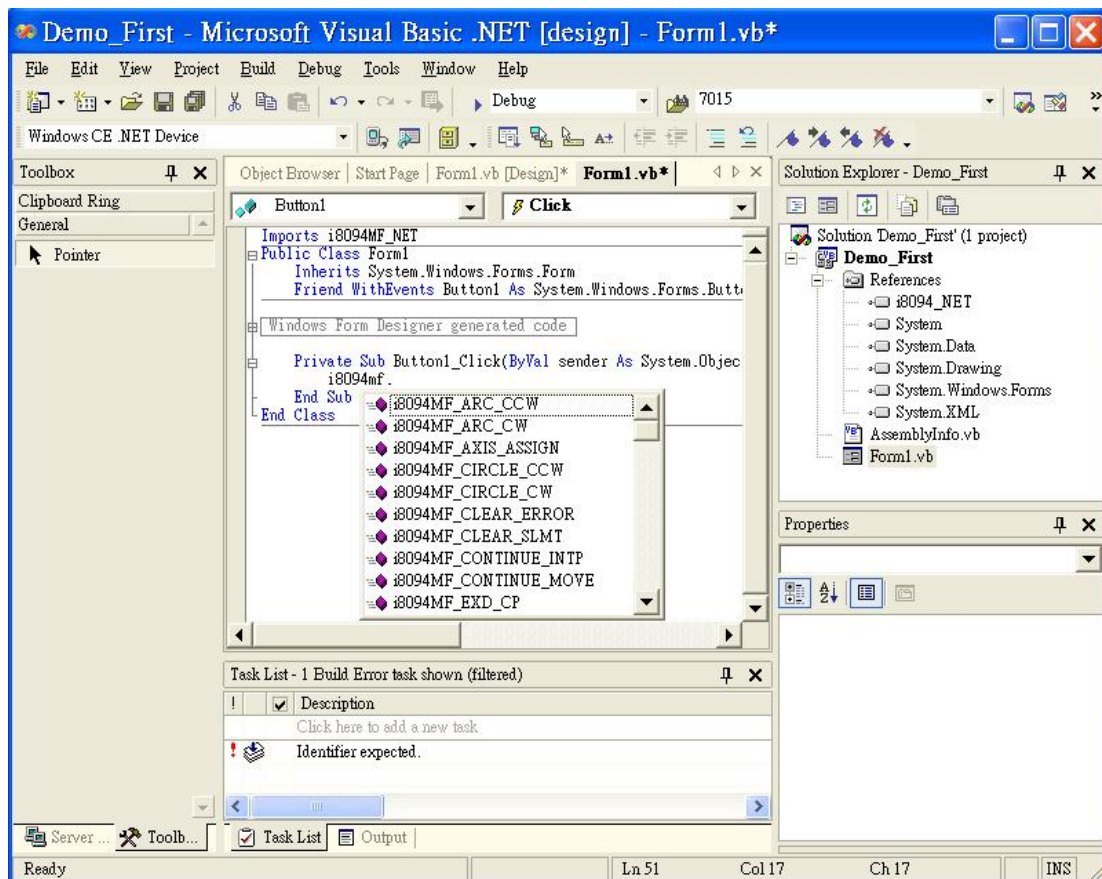 Demo_First - Microsoft Visual Basic .NET [design] - Form1.vb*
File Edit View Project Build Debug Tools Window Help
Debug 7015
Windows CE .NET Device
Toolbox
Clipboard Ring
General
Pointer
Server ... Toolb...
Object Browser Start Page Form1.vb [Design]* Form1.vb*
Button1 Click
Imports i8094MF_NET
Public Class Form1
Inherits System.Windows.Forms.Form
Friend WithEvents Button1 As System.Windows.Forms.Butt
Windows Form Designer generated code
Private Sub Button1_Click(ByVal sender As System.Objec
i8094mf.
End Sub
End Class
i8094MF_ARC_CCW
i8094MF_ARC_CW
i8094MF_AXIS_ASSIGN
i8094MF_CIRCLE_CCW
i8094MF_CIRCLE_CW
i8094MF_CLEAR_ERROR
i8094MF_CLEAR_SLMT
i8094MF_CONTINUE_INTP
i8094MF_CONTINUE_MOVE
i8094MF_EXD_CP
Task List - 1 Build Error task shown (filtered)
! Description
Click here to add a new task
! Identifier expected.
Task List Output
Solution Explorer - Demo_First
Solution 'Demo_First' (1 project)
Demo_First
References
i8094_NET
System
System.Data
System.Drawing
System.Windows.Forms
System.XML
AssemblyInfo.vb
Form1.vb
Properties
Ready Ln 51 Col 17 Ch 17 INS